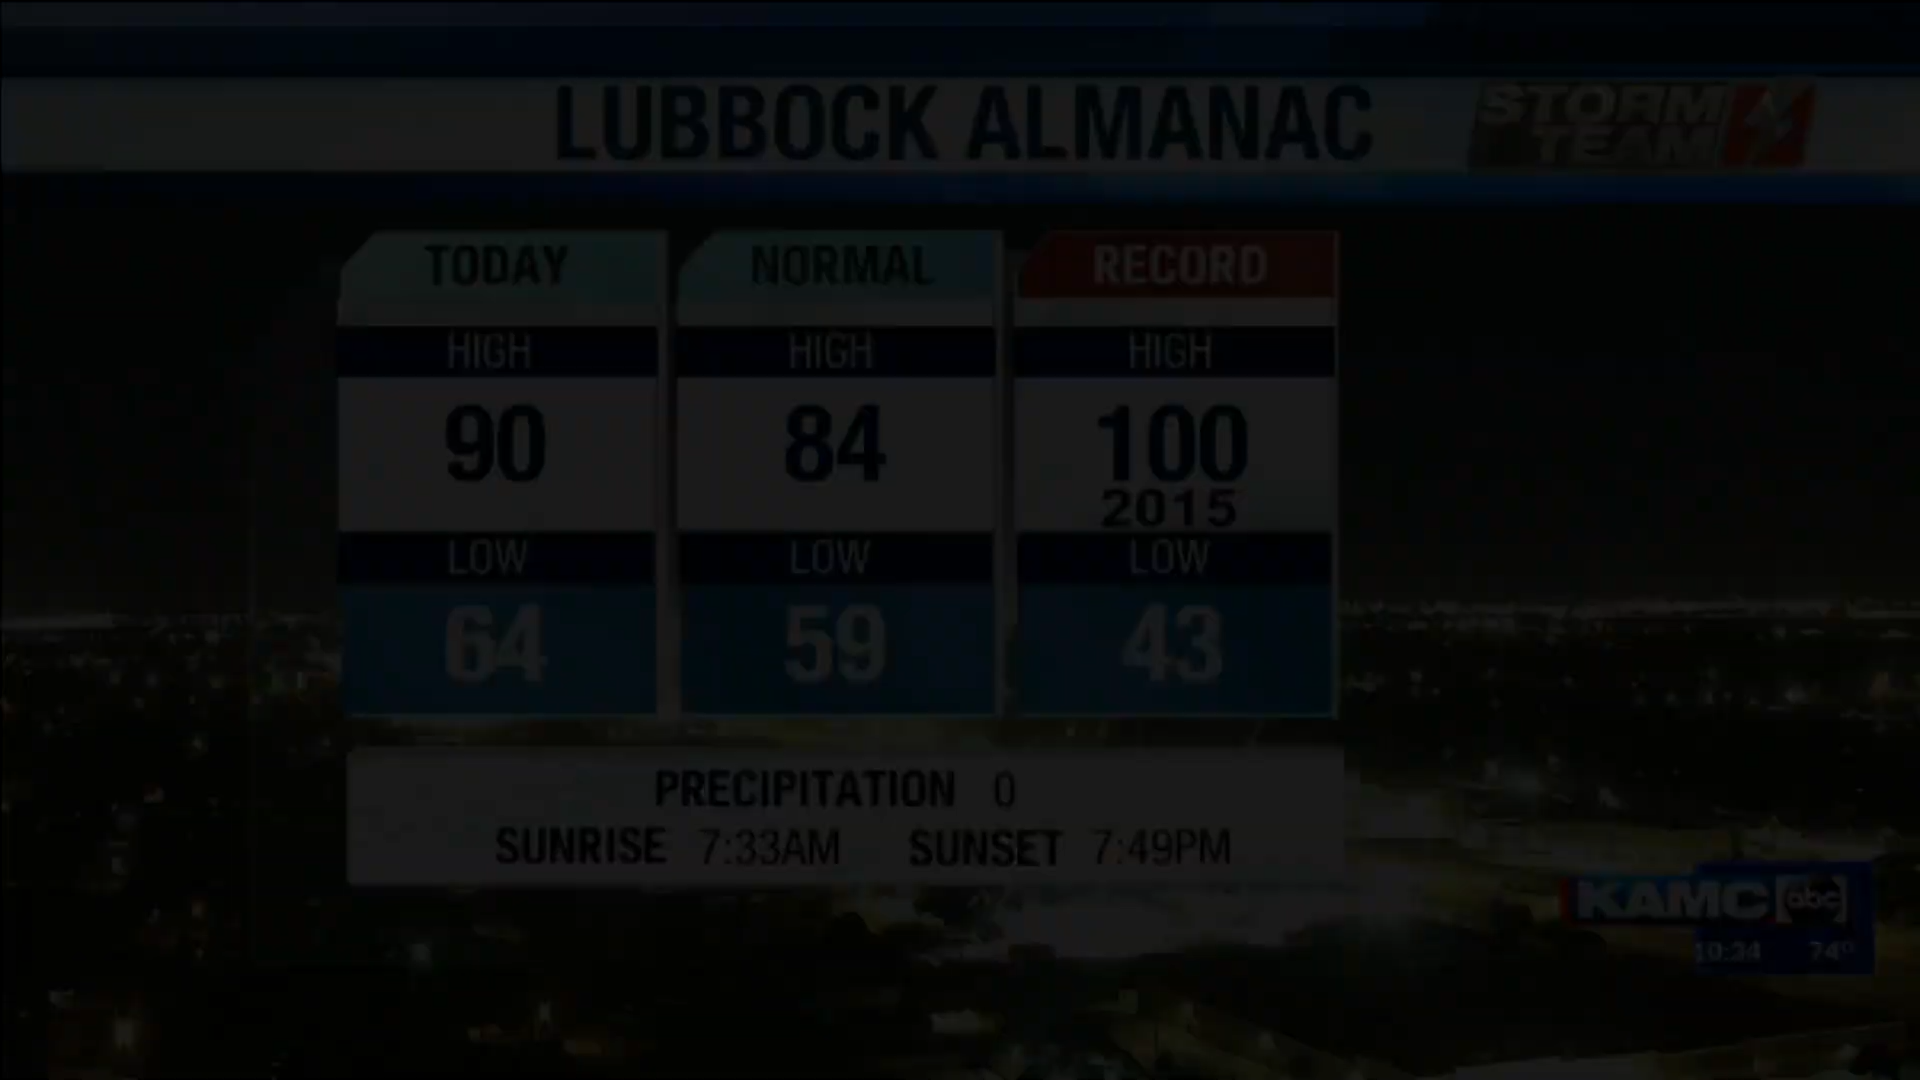 LUBBOCK ALMANAC
STORM TEAM
TODAY NORMAL RECORD
HIGH HIGH HIGH
90 84 100
2015
LOW LOW LOW
64 59 43
PRECIPITATION 0
SUNRISE 7:33AM SUNSET 7:49PM
KAMC abc
10:24 74°